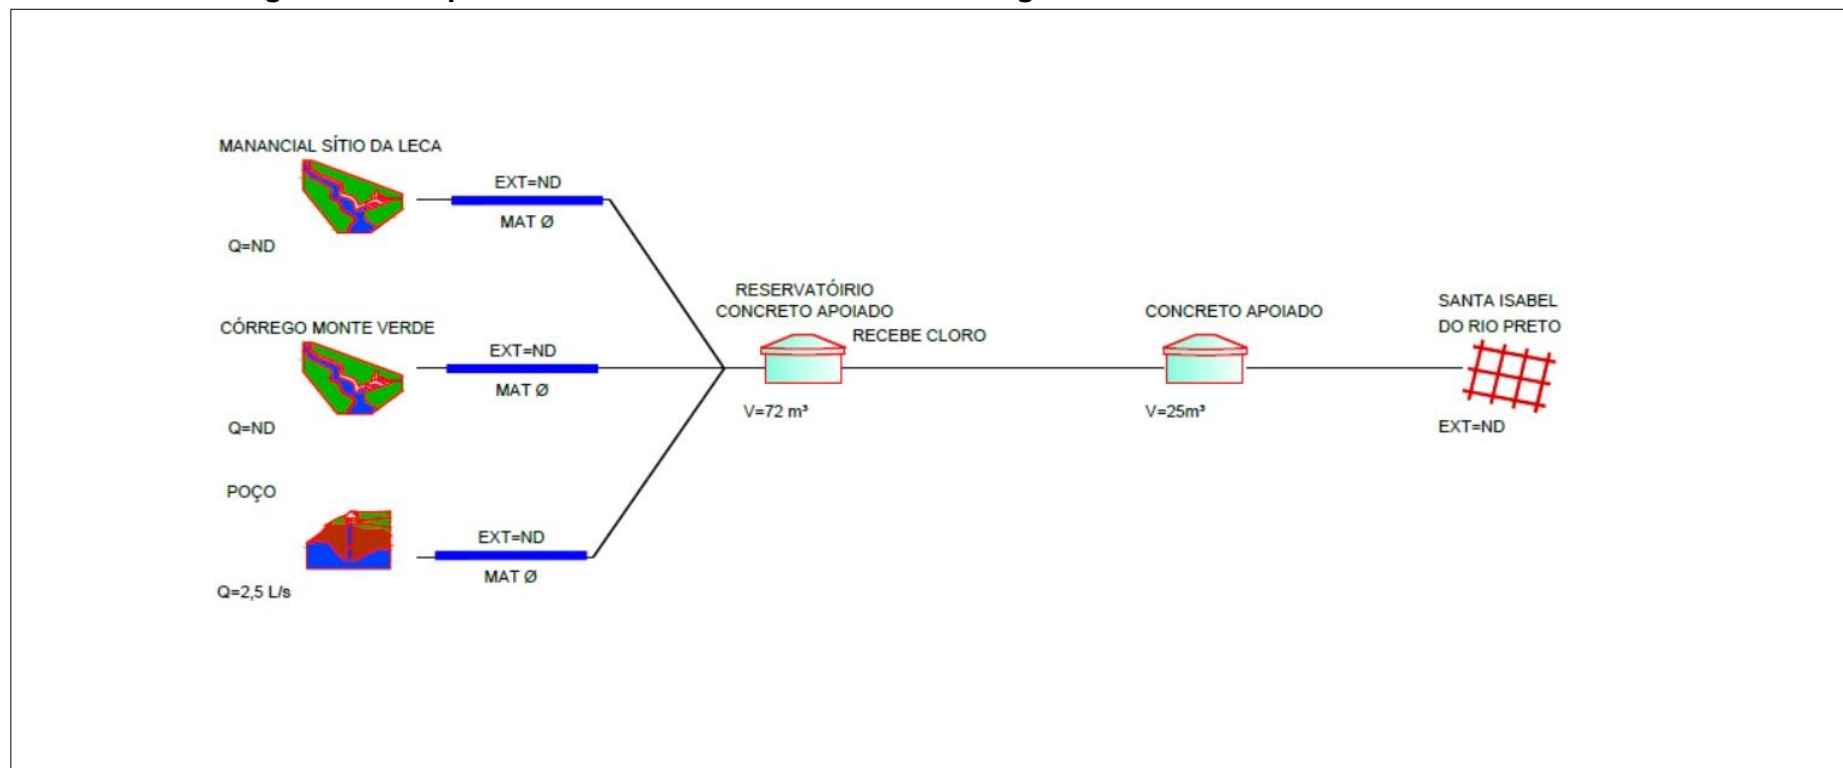 MANANCIAL SÍTIO DA LECA
EXT=ND
MAT Ø
Q=ND
CÓRREGO MONTE VERDE
EXT=ND
MAT Ø
Q=ND
POÇO
EXT=ND
MAT Ø
Q=2,5 L/s
RESERVATÓIRIO
CONCRETO APOIADO
RECEBE CLORO
V=72 m³
CONCRETO APOIADO
V=25m³
SANTA ISABEL
DO RIO PRETO
EXT=ND